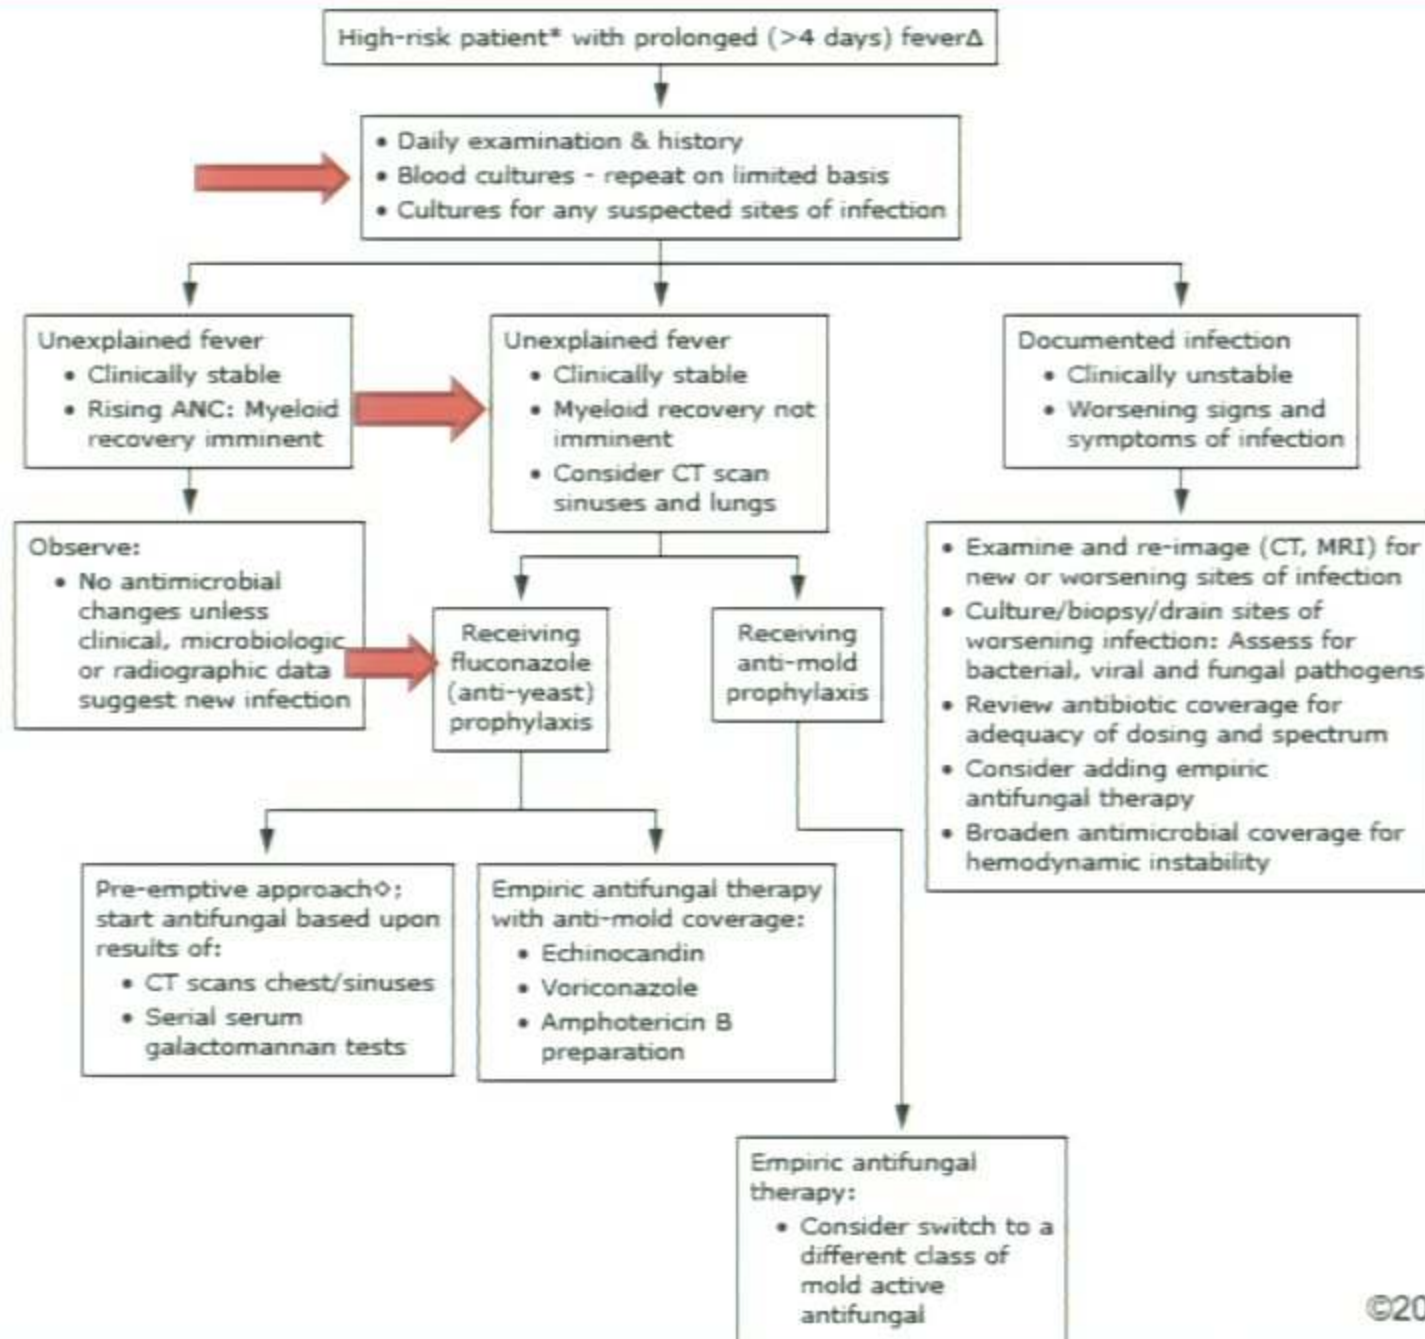 High-risk patient* with prolonged (>4 days) feverΔ
• Daily examination & history
• Blood cultures - repeat on limited basis
• Cultures for any suspected sites of infection
Unexplained fever
• Clinically stable
• Rising ANC: Myeloid
recovery imminent
Unexplained fever
• Clinically stable
• Myeloid recovery not
imminent
• Consider CT scan
sinuses and lungs
Documented infection
• Clinically unstable
• Worsening signs and
symptoms of infection
Observe:
• No antimicrobial
changes unless
clinical, microbiologic
or radiographic data
suggest new infection
Receiving
fluconazole
(anti-yeast)
prophylaxis
Receiving
anti-mold
prophylaxis
• Examine and re-image (CT, MRI) for
new or worsening sites of infection
• Culture/biopsy/drain sites of
worsening infection: Assess for
bacterial, viral and fungal pathogens
• Review antibiotic coverage for
adequacy of dosing and spectrum
• Consider adding empiric
antifungal therapy
• Broaden antimicrobial coverage for
hemodynamic instability
Pre-emptive approach◇;
start antifungal based upon
results of:
• CT scans chest/sinuses
• Serial serum
galactomannan tests
Empiric antifungal therapy
with anti-mold coverage:
• Echinocandin
• Voriconazole
• Amphotericin B
preparation
Empiric antifungal
therapy:
• Consider switch to a
different class of
mold active
antifungal
©20